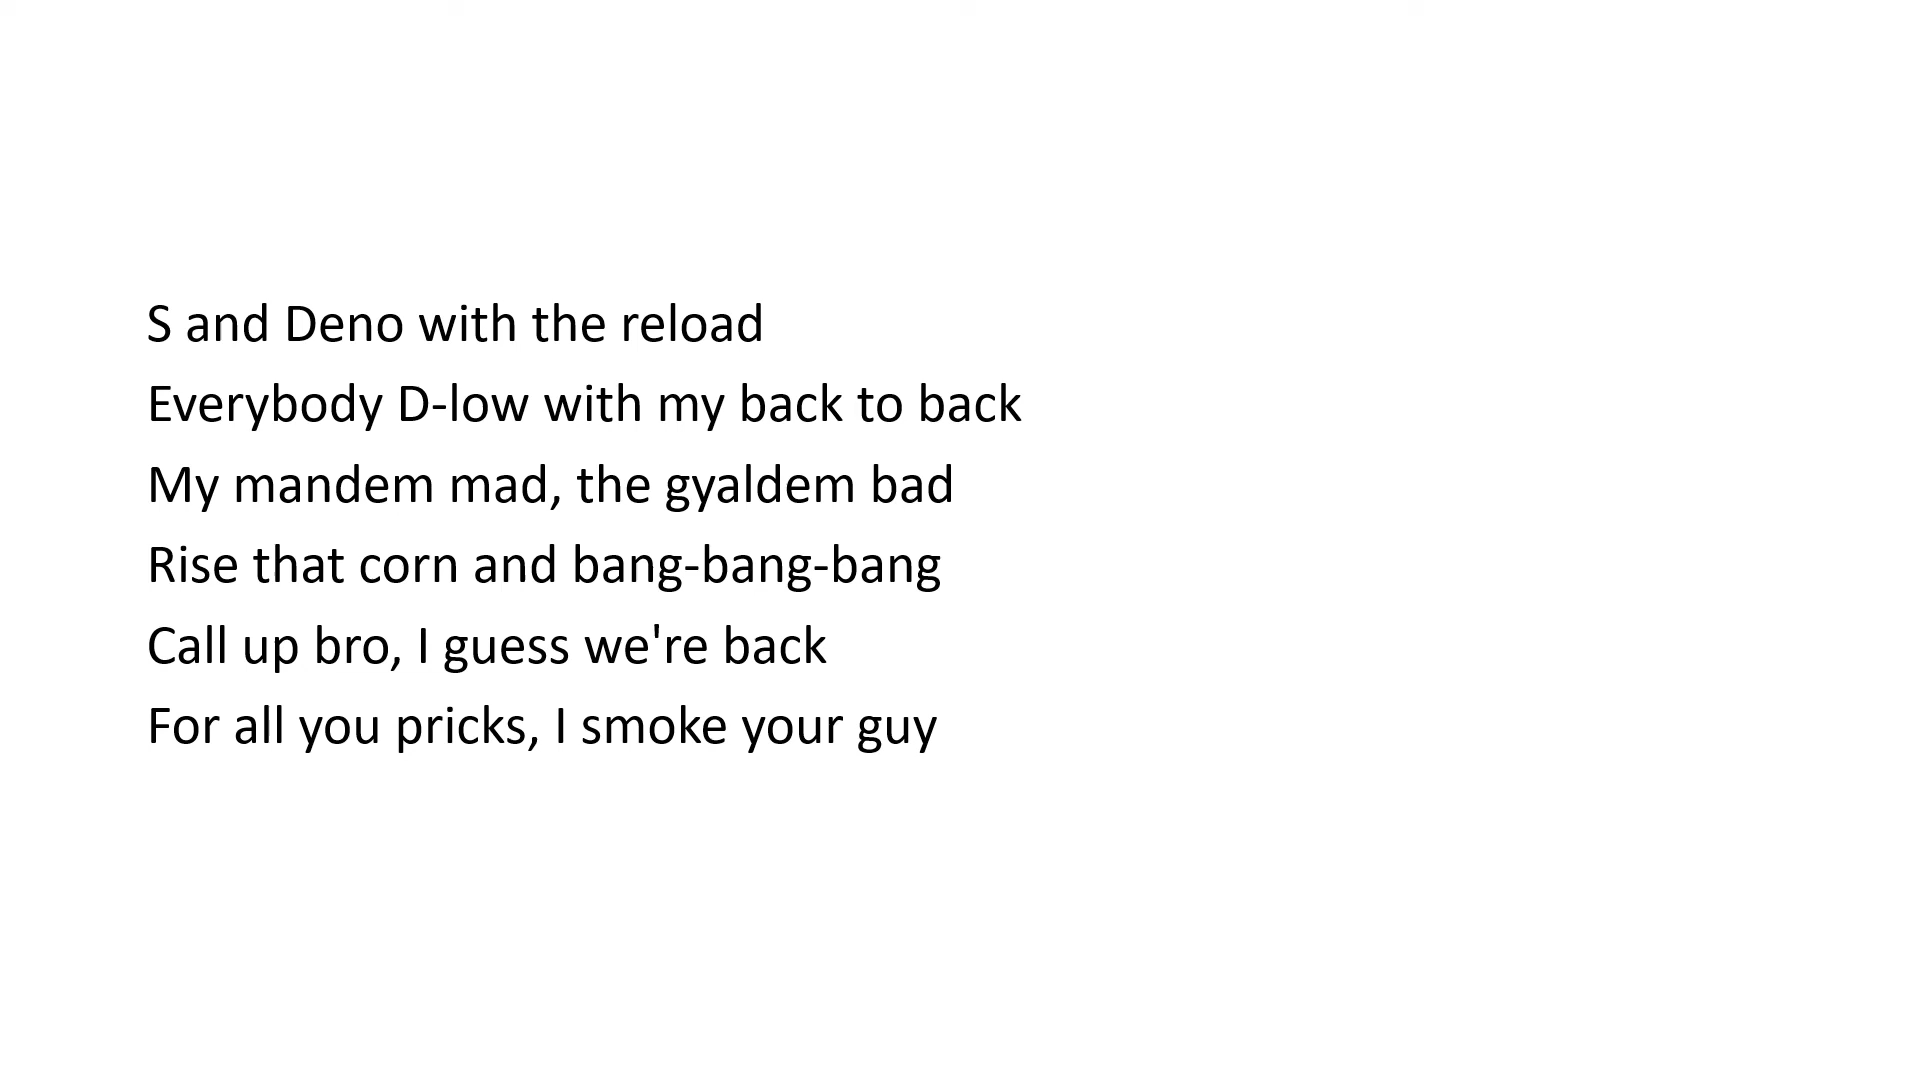 S and Deno with the reload
Everybody D-low with my back to back
My mandem mad, the gyaldem bad
Rise that corn and bang-bang-bang
Call up bro, I guess we're back
For all you pricks, I smoke your guy